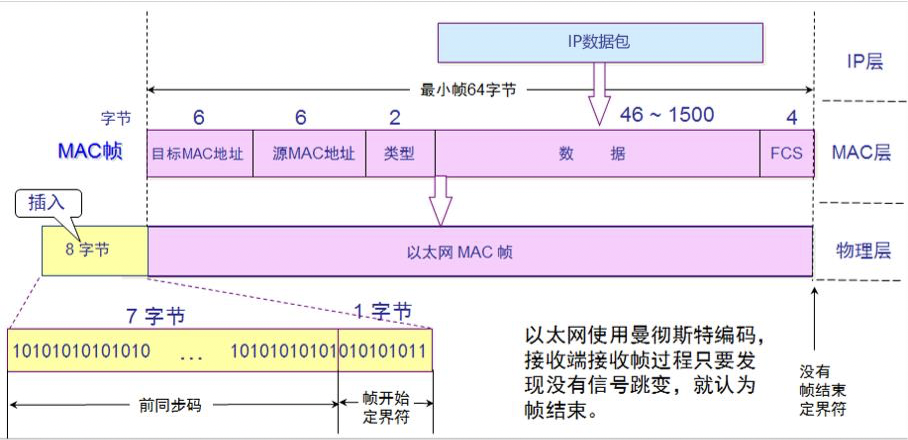 IP数据包
IP层
最小帧64字节
字节
6
6
2
46 ~ 1500
4
MAC帧
目标MAC地址
源MAC地址
类型
数 据
FCS
MAC层
插入
8 字节
以太网 MAC 帧
物理层
7 字节
1 字节
10101010101010 ... 10101010101010101011
前同步码
帧开始
定界符
以太网使用曼彻斯特编码，
接收端接收帧过程只要发
现没有信号跳变，就认为
帧结束。
没有
帧结束
定界符